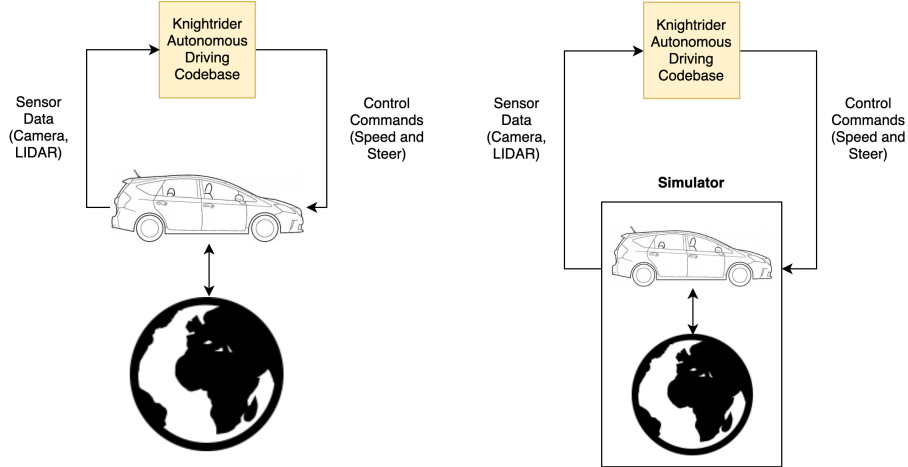 Knightrider
Autonomous
Driving
Codebase
Sensor
Data
(Camera,
LIDAR)
Control
Commands
(Speed and
Steer)
Knightrider
Autonomous
Driving
Codebase
Sensor
Data
(Camera,
LIDAR)
Control
Commands
(Speed and
Steer)
Simulator